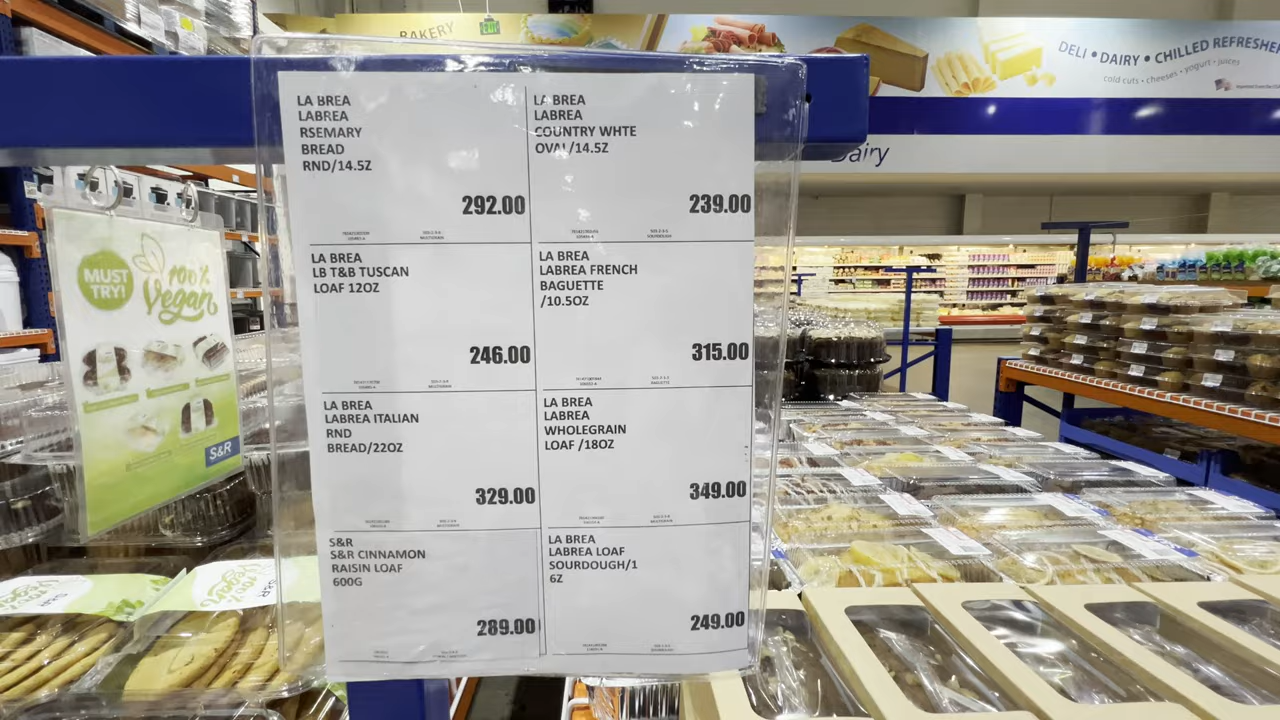 BAKERY
EXIT
DELI • DAIRY • CHILLED REFRESHE
cold cuts • cheeses • yogurt • juices
Dairy
MUST
TRY!
100%
Vegan
S&R
LA BREA
LABREA
RSEMARY
BREAD
RND/14.5Z
292.00
LA BREA
LABREA
COUNTRY WHTE
OVAL/14.5Z
239.00
LA BREA
LB T&B TUSCAN
LOAF 12OZ
246.00
LA BREA
LABREA FRENCH
BAGUETTE
/10.5OZ
315.00
LA BREA
LABREA ITALIAN
RND
BREAD/22OZ
329.00
LA BREA
LABREA
WHOLEGRAIN
LOAF /18OZ
349.00
S&R
S&R CINNAMON
RAISIN LOAF
600G
289.00
LA BREA
LABREA LOAF
SOURDOUGH/1
6Z
249.00
100%
Vegan
S&R